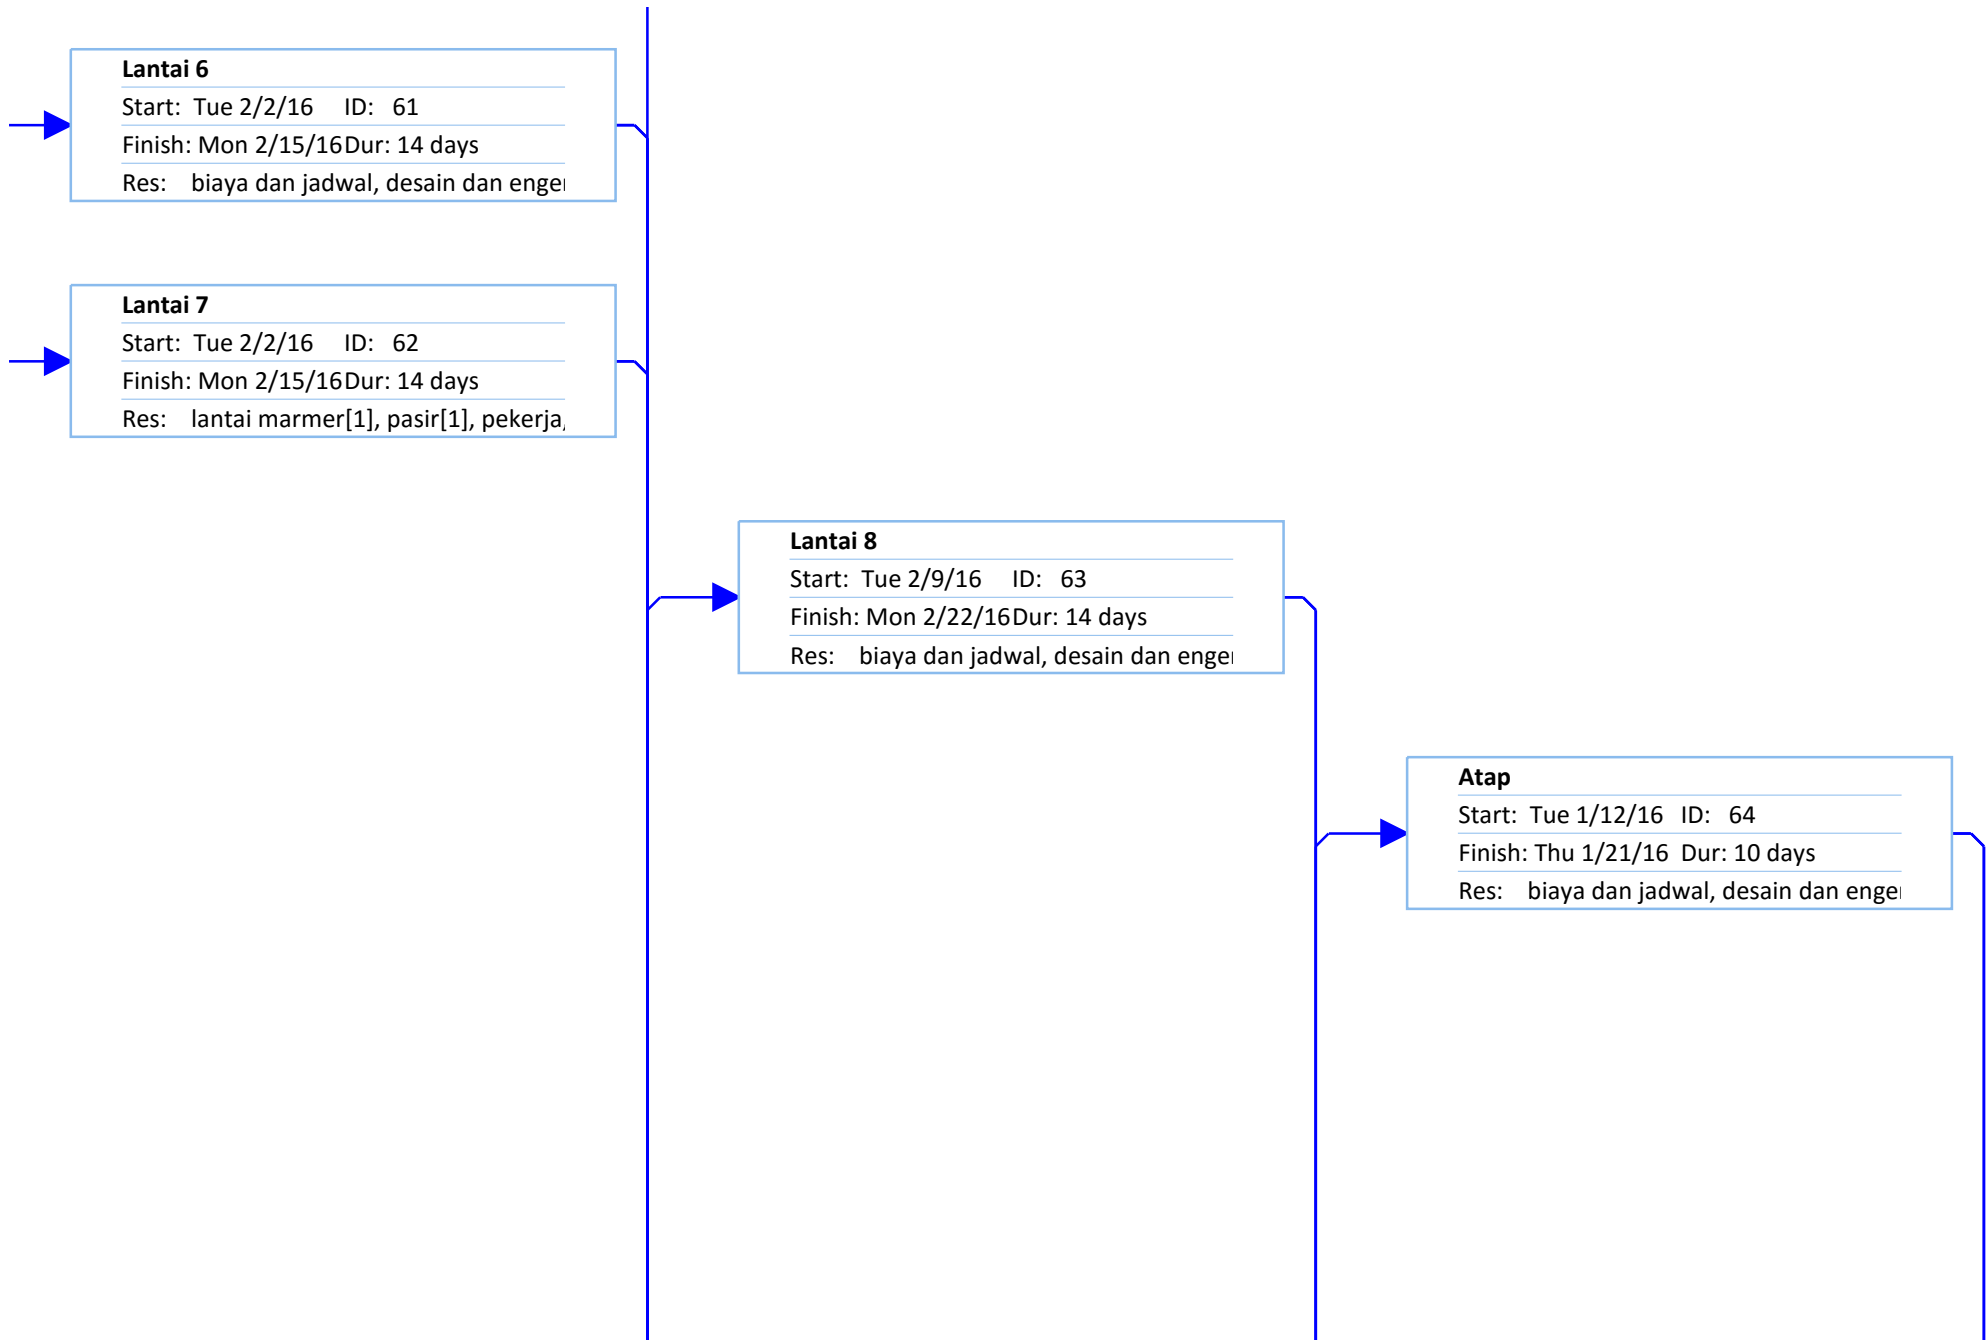 Lantai 6
Start: Tue 2/2/16 ID: 61
Finish: Mon 2/15/16 Dur: 14 days
Res: biaya dan jadwal, desain dan enger
Lantai 7
Start: Tue 2/2/16 ID: 62
Finish: Mon 2/15/16 Dur: 14 days
Res: lantai marmer[1], pasir[1], pekerja,
Lantai 8
Start: Tue 2/9/16 ID: 63
Finish: Mon 2/22/16 Dur: 14 days
Res: biaya dan jadwal, desain dan enger
Atap
Start: Tue 1/12/16 ID: 64
Finish: Thu 1/21/16 Dur: 10 days
Res: biaya dan jadwal, desain dan enger